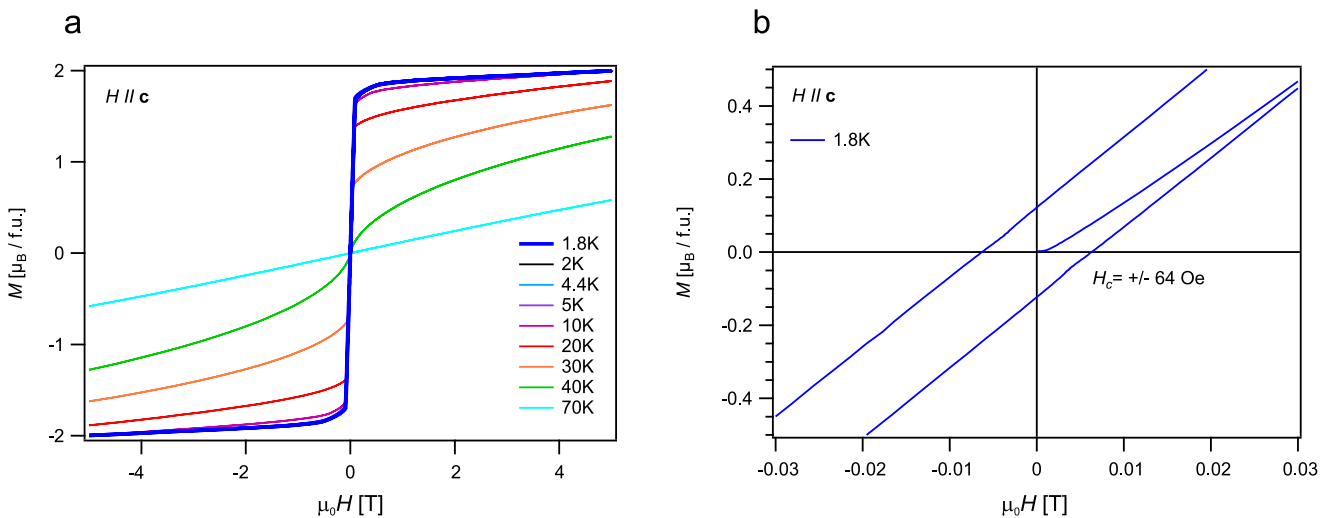 a
H // c
M [μB / f.u.]
2
1
0
-1
-2
1.8K
2K
4.4K
5K
10K
20K
30K
40K
70K
-4
-2
0
2
4
μ₀H [T]
b
H // c
1.8K
M [μB / f.u.]
0.4
0.2
0.0
-0.2
-0.4
Hc= +/- 64 Oe
-0.03
-0.02
-0.01
0
0.01
0.02
0.03
μ₀H [T]